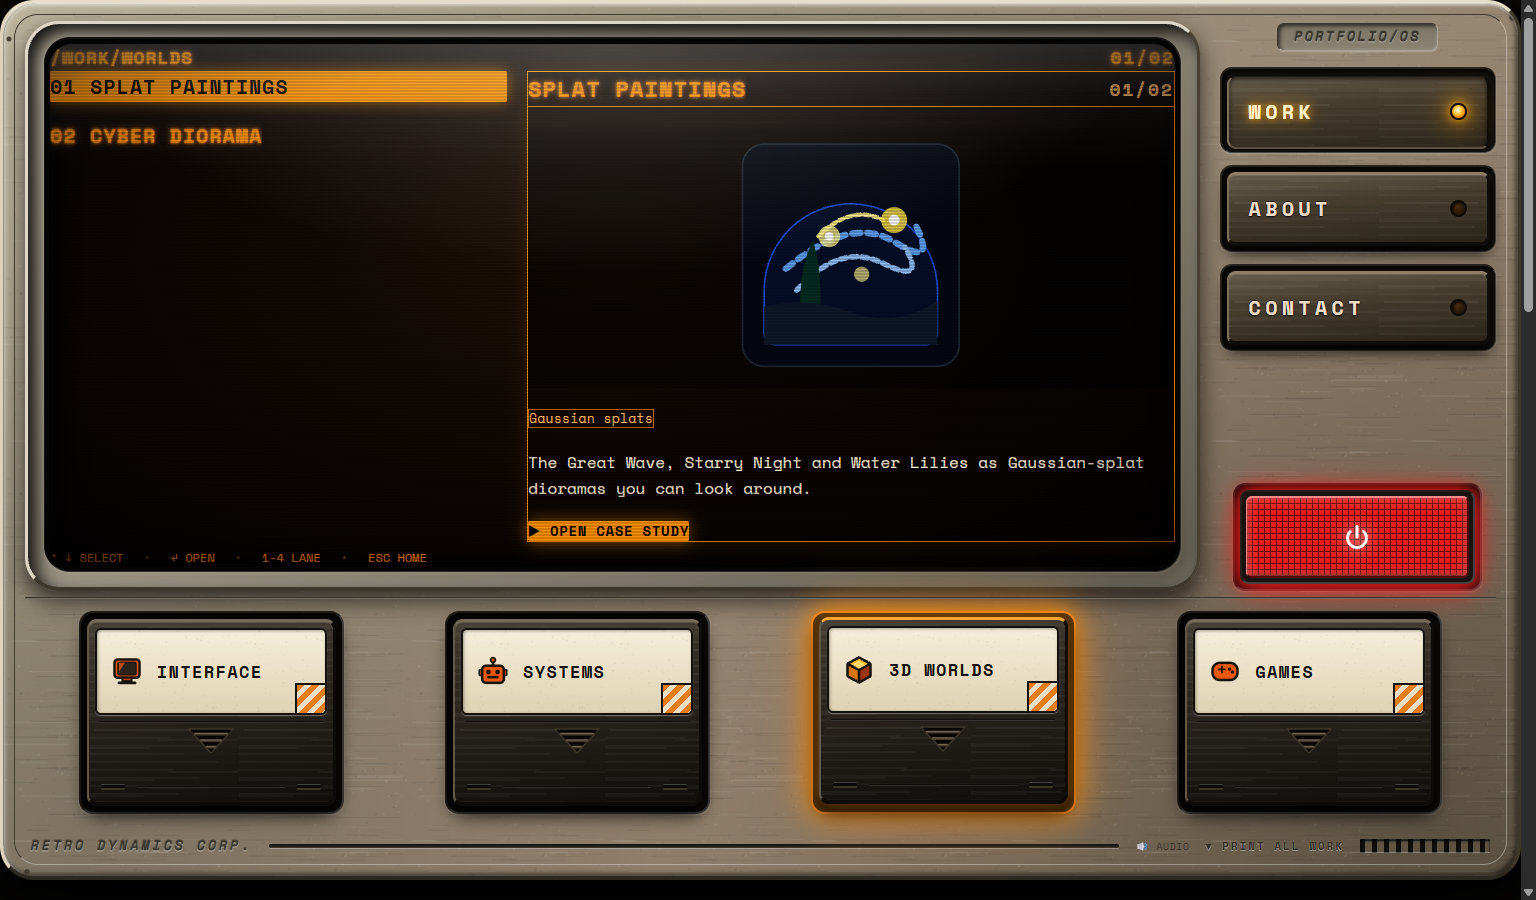 /WORK/WORLDS
01/02
PORTFOLIO/OS
01 SPLAT PAINTINGS
02 CYBER DIORAMA
SPLAT PAINTINGS
01/02
Gaussian splats
The Great Wave, Starry Night and Water Lilies as Gaussian-splat
dioramas you can look around.
▶ OPEN CASE STUDY
↓ SELECT · ↵ OPEN · 1-4 LANE · ESC HOME
WORK
ABOUT
CONTACT
INTERFACE
SYSTEMS
3D WORLDS
GAMES
RETRO DYNAMICS CORP.
AUDIO
▼ PRINT ALL WORK